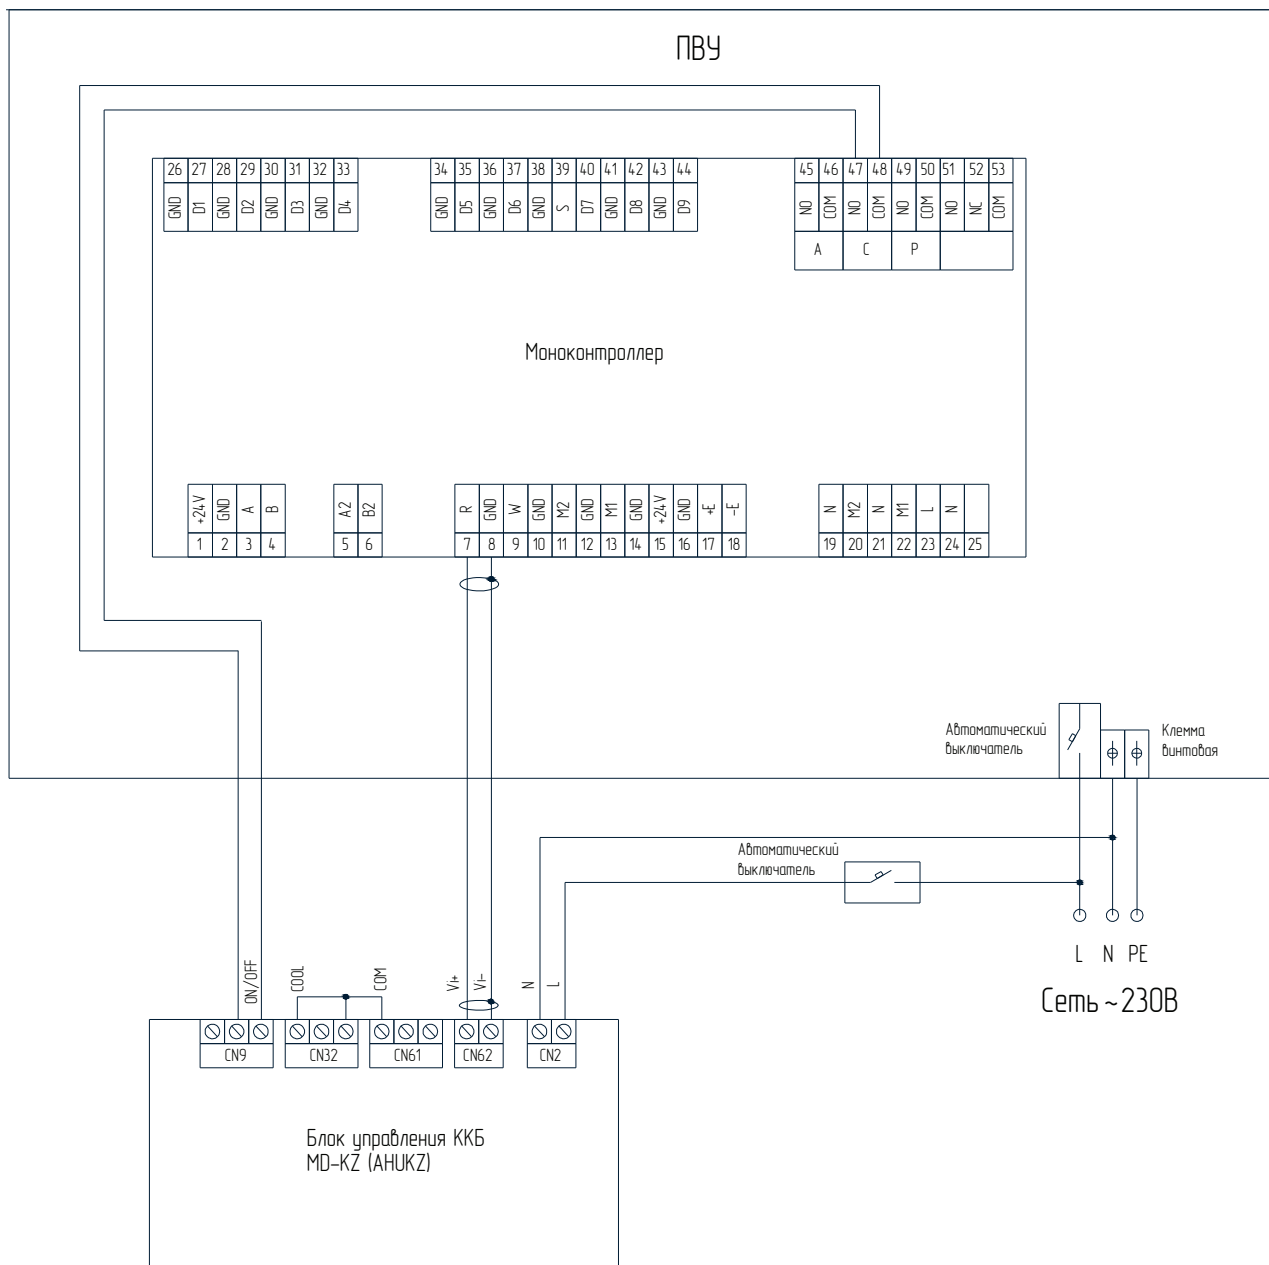 ПВУ
26 27 28 29 30 31 32 33
GND D1 GND D2 GND D3 GND D4
34 35 36 37 38 39 40 41 42 43 44
GND D5 GND D6 GND S D7 GND D8 GND D9
45 46 47 48 49 50 51 52 53
NO COM NO COM NO COM NO NC COM
A C P
Моноконтроллер
+24V GND A B
1 2 3 4
A2 B2
5 6
R GND W GND M2 GND M1 GND +24V GND +E -E
7 8 9 10 11 12 13 14 15 16 17 18
N M2 N M1 L N
19 20 21 22 23 24 25
Автоматический
выключатель
Клемма
винтовая
Автоматический
выключатель
L N PE
Сеть ~230В
ON/OFF
COOL
COM
Vi+
Vi-
N
L
CN9
CN32
CN61
CN62
CN2
Блок управления ККБ
MD-KZ (AHUKZ)